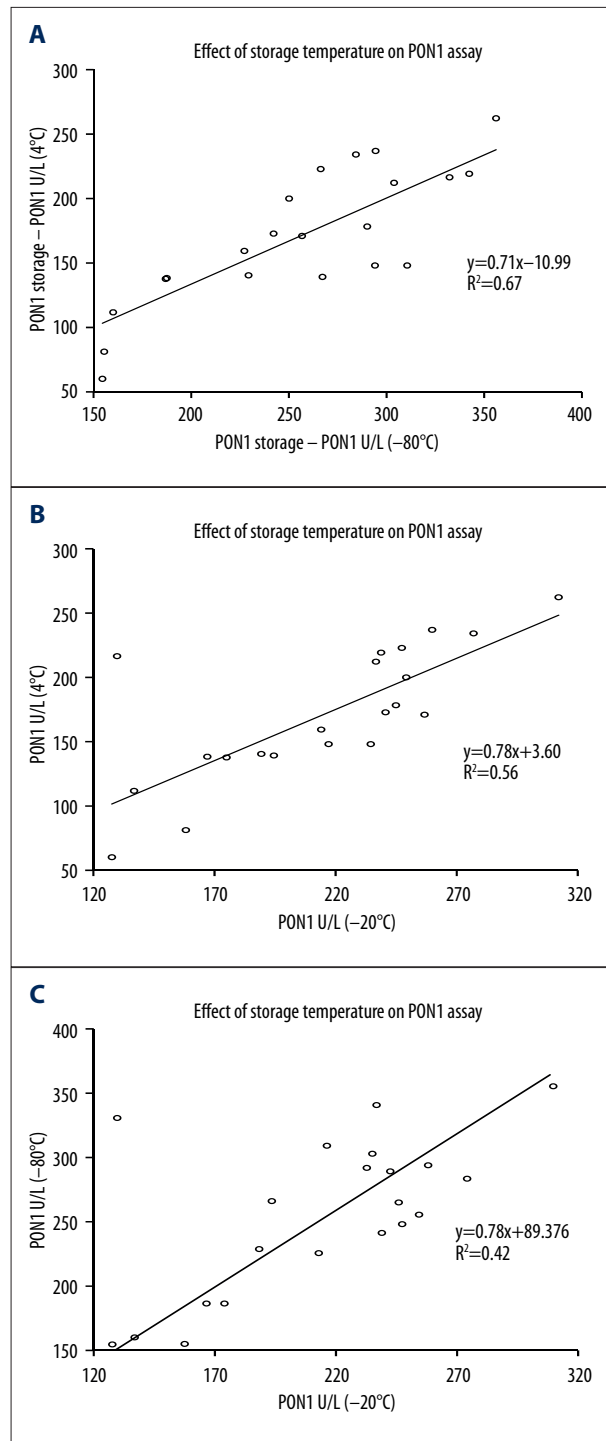 A
Effect of storage temperature on PON1 assay
PON1 storage – PON1 U/L (4°C)
300
250
200
150
100
50
y=0.71x–10.99
R²=0.67
150 200 250 300 350 400
PON1 storage – PON1 U/L (–80°C)
B
Effect of storage temperature on PON1 assay
PON1 U/L (4°C)
300
250
200
150
100
50
y=0.78x+3.60
R²=0.56
120 170 220 270 320
PON1 U/L (–20°C)
C
Effect of storage temperature on PON1 assay
PON1 U/L (–80°C)
400
350
300
250
200
150
y=0.78x+89.376
R²=0.42
120 170 220 270 320
PON1 U/L (–20°C)